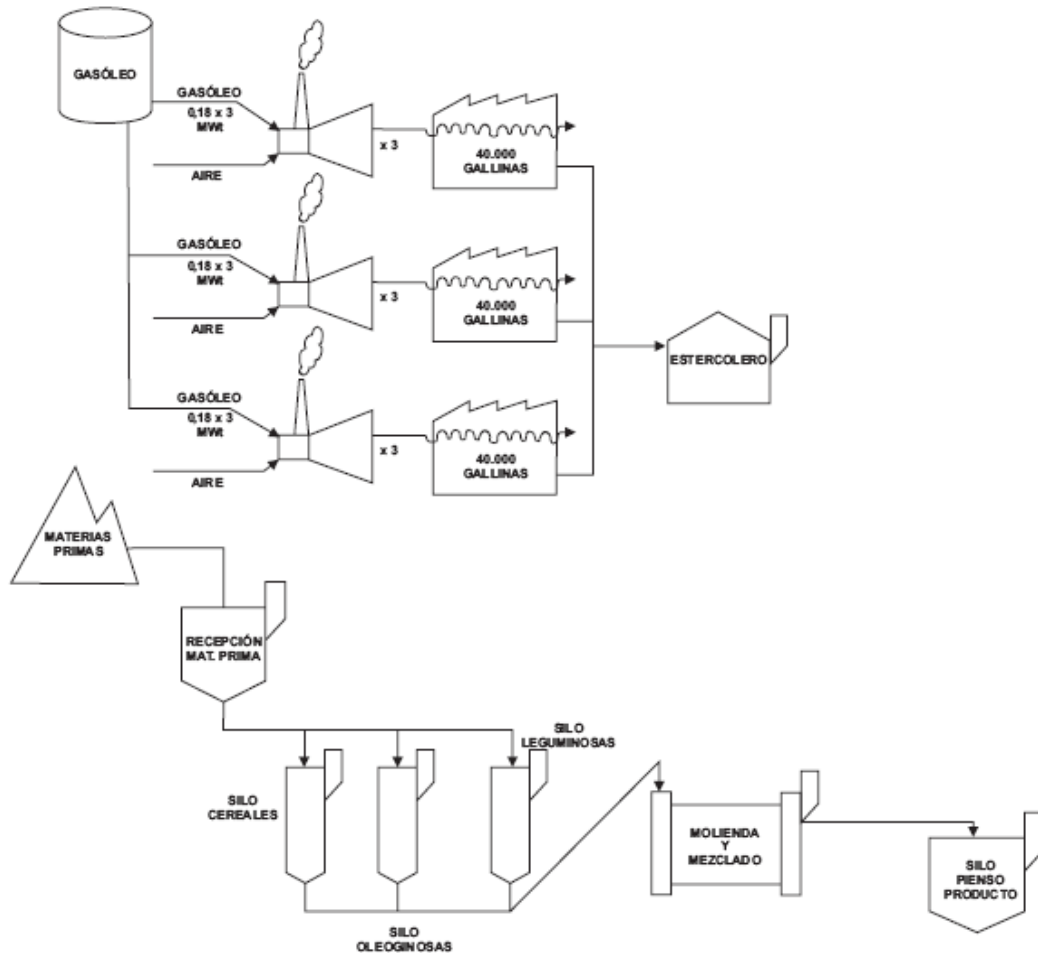 GASÓLEO
GASÓLEO
0,18 x 3
MWt
AIRE
x 3
40.000
GALLINAS
GASÓLEO
0,18 x 3
MWt
AIRE
x 3
40.000
GALLINAS
ESTERCOLERO
GASÓLEO
0,18 x 3
MWt
AIRE
x 3
40.000
GALLINAS
MATERIAS
PRIMAS
RECEPCIÓN
MAT. PRIMA
SILO
LEGUMINOSAS
SILO
CEREALES
MOLIENDA
Y
MEZCLADO
SILO
PIENSO
PRODUCTO
SILO
OLEOGINOSAS